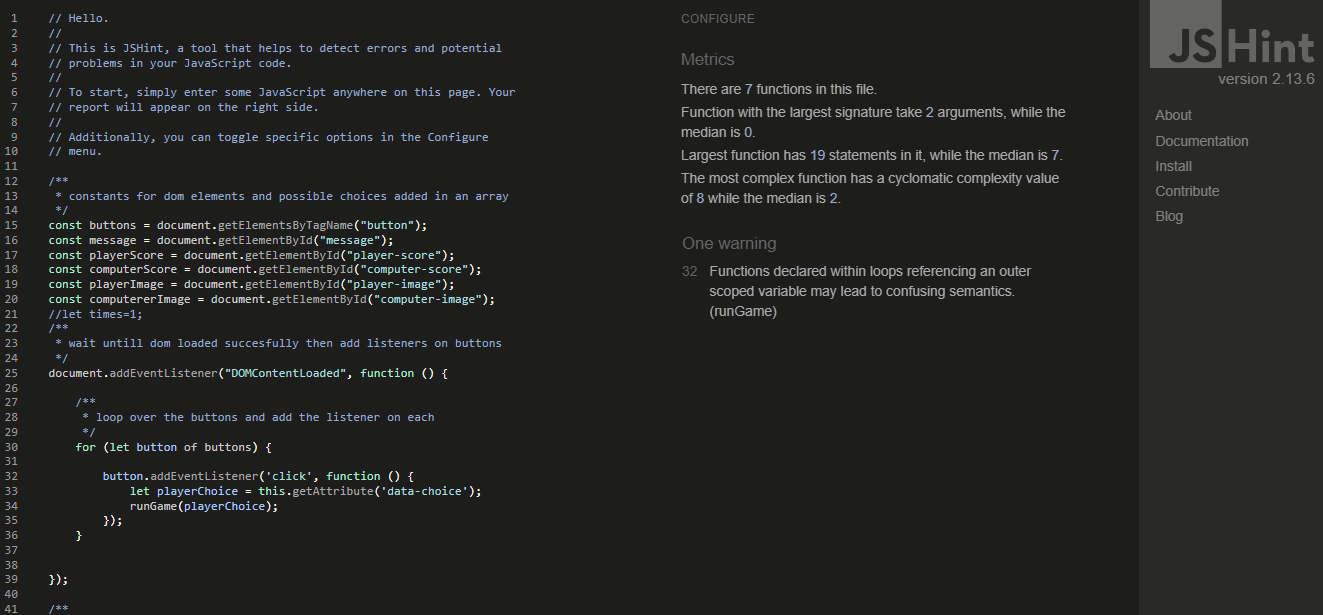 1 // Hello.
2 //
3 // This is JSHint, a tool that helps to detect errors and potential
4 // problems in your JavaScript code.
5 //
6 // To start, simply enter some JavaScript anywhere on this page. Your
7 // report will appear on the right side.
8 //
9 // Additionally, you can toggle specific options in the Configure
10 // menu.
11
12 /**
13  * constants for dom elements and possible choices added in an array
14  */
15 const buttons = document.getElementsByTagName("button");
16 const message = document.getElementById("message");
17 const playerScore = document.getElementById("player-score");
18 const computerScore = document.getElementById("computer-score");
19 const playerImage = document.getElementById("player-image");
20 const computererImage = document.getElementById("computer-image");
21 //let times=1;
22 /**
23  * wait untill dom loaded succesfully then add listeners on buttons
24  */
25 document.addEventListener("DOMContentLoaded", function () {
26
27     /**
28      * loop over the buttons and add the listener on each
29      */
30     for (let button of buttons) {
31
32         button.addEventListener('click', function () {
33             let playerChoice = this.getAttribute('data-choice');
34             runGame(playerChoice);
35         });
36     }
37
38
39 });
40
41 /**
CONFIGURE
Metrics
There are 7 functions in this file.
Function with the largest signature take 2 arguments, while the
median is 0.
Largest function has 19 statements in it, while the median is 7.
The most complex function has a cyclomatic complexity value
of 8 while the median is 2.
One warning
32 Functions declared within loops referencing an outer
scoped variable may lead to confusing semantics.
(runGame)
JSHint
version 2.13.6
About
Documentation
Install
Contribute
Blog